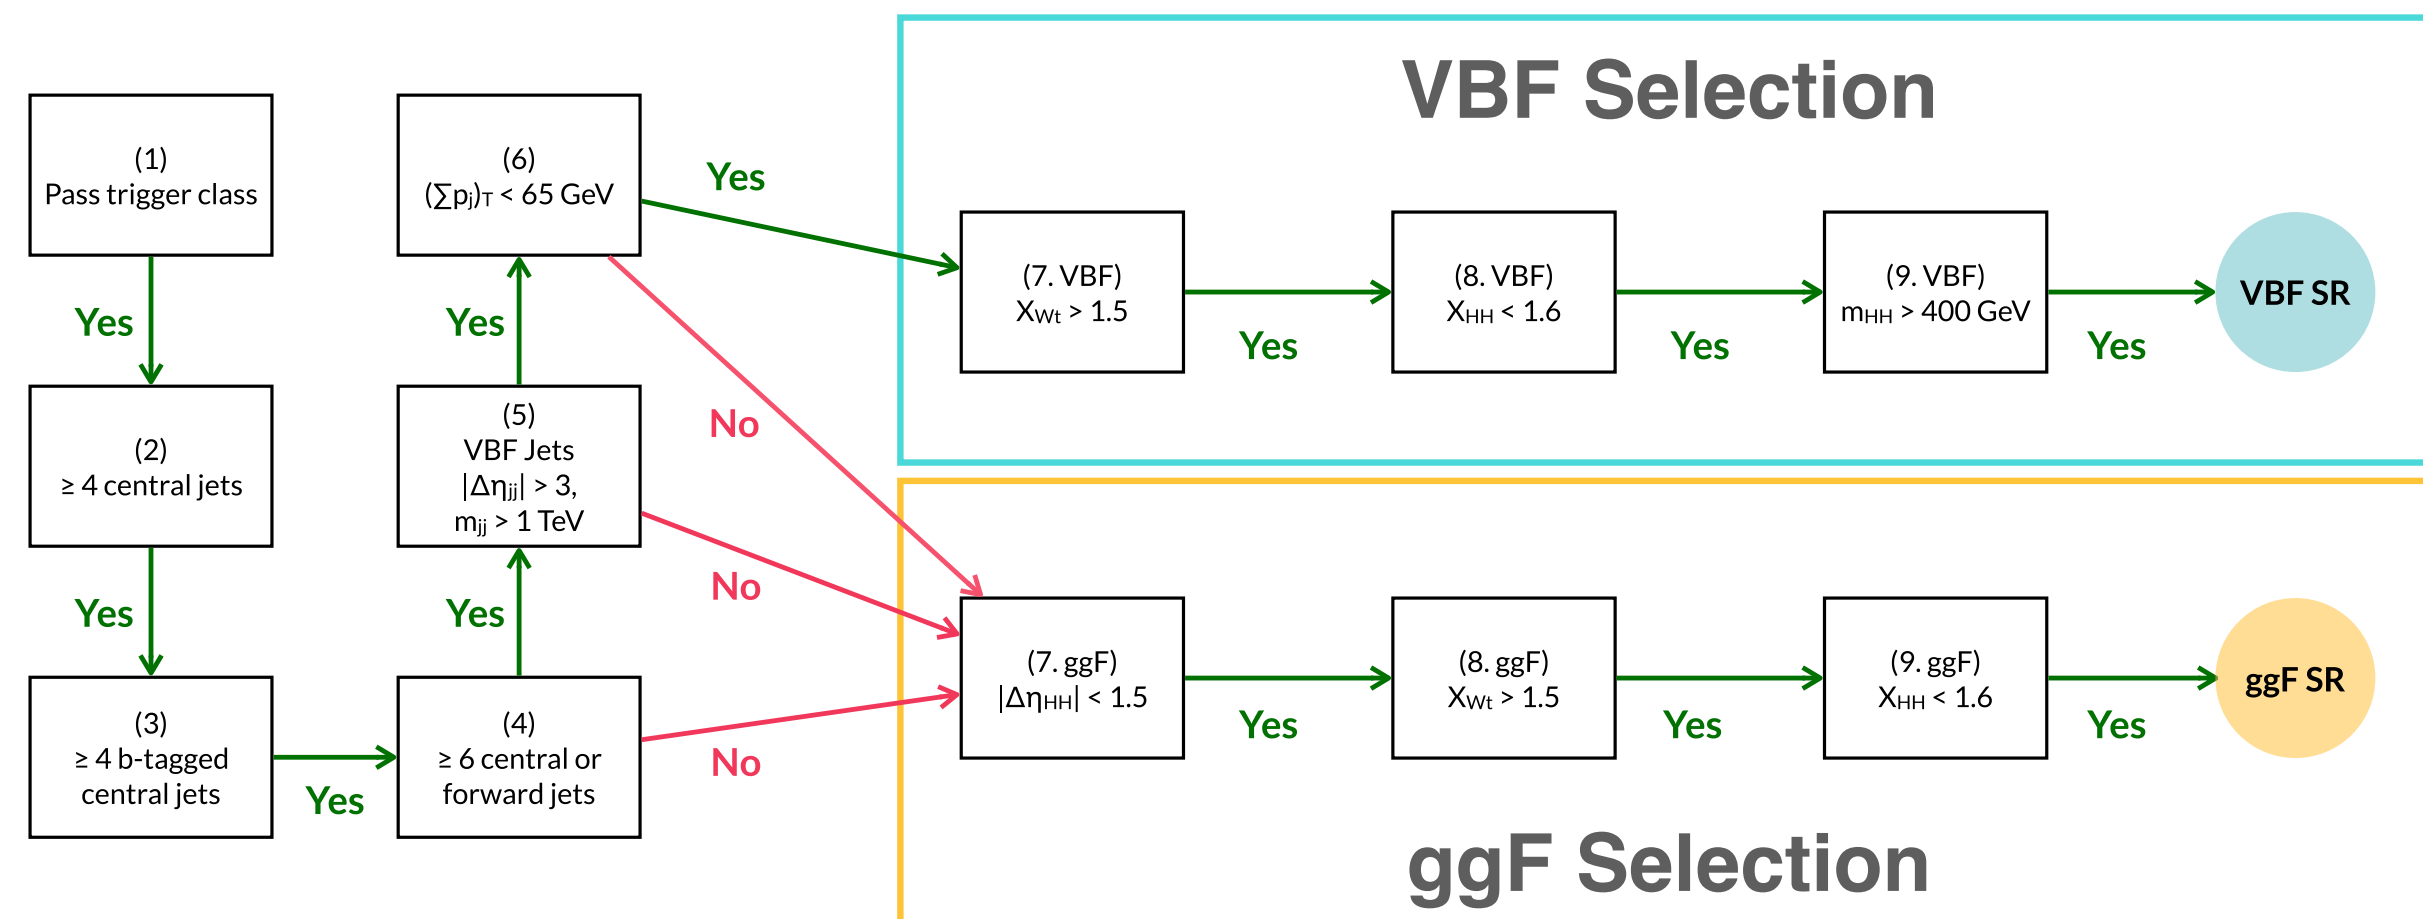 VBF Selection
(1)
Pass trigger class
Yes
(2)
≥ 4 central jets
Yes
(3)
≥ 4 b-tagged
central jets
Yes
(4)
≥ 6 central or
forward jets
Yes
No
(5)
VBF Jets
|Δηjj| > 3,
mjj > 1 TeV
Yes
No
(6)
(∑pj)T < 65 GeV
Yes
No
(7. VBF)
XWt > 1.5
Yes
(8. VBF)
XHH < 1.6
Yes
(9. VBF)
mHH > 400 GeV
Yes
VBF SR
(7. ggF)
|ΔηHH| < 1.5
Yes
(8. ggF)
XWt > 1.5
Yes
(9. ggF)
XHH < 1.6
Yes
ggF SR
ggF Selection